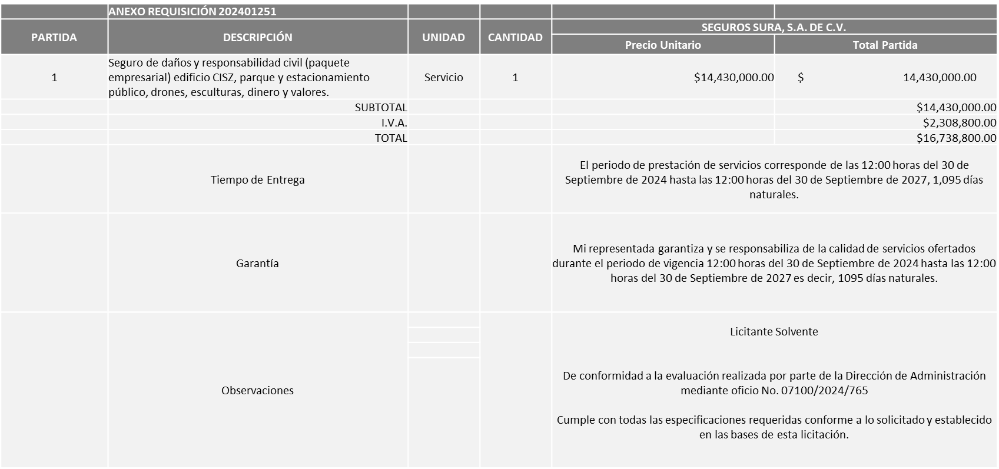 ANEXO REQUISICIÓN 202401251
PARTIDA
DESCRIPCIÓN
UNIDAD
CANTIDAD
SEGUROS SURA, S.A. DE C.V.
Precio Unitario
Total Partida
1
Seguro de daños y responsabilidad civil (paquete
empresarial) edificio CISZ, parque y estacionamiento
público, drones, esculturas, dinero y valores.
Servicio
1
$14,430,000.00
$ 14,430,000.00
SUBTOTAL
$14,430,000.00
I.V.A.
$2,308,800.00
TOTAL
$16,738,800.00
Tiempo de Entrega
El periodo de prestación de servicios corresponde de las 12:00 horas del 30 de
Septiembre de 2024 hasta las 12:00 horas del 30 de Septiembre de 2027, 1,095 días
naturales.
Garantía
Mi representada garantiza y se responsabiliza de la calidad de servicios ofertados
durante el periodo de vigencia 12:00 horas del 30 de Septiembre de 2024 hasta las 12:00
horas del 30 de Septiembre de 2027 es decir, 1095 días naturales.
Observaciones
Licitante Solvente
De conformidad a la evaluación realizada por parte de la Dirección de Administración
mediante oficio No. 07100/2024/765
Cumple con todas las especificaciones requeridas conforme a lo solicitado y establecido
en las bases de esta licitación.